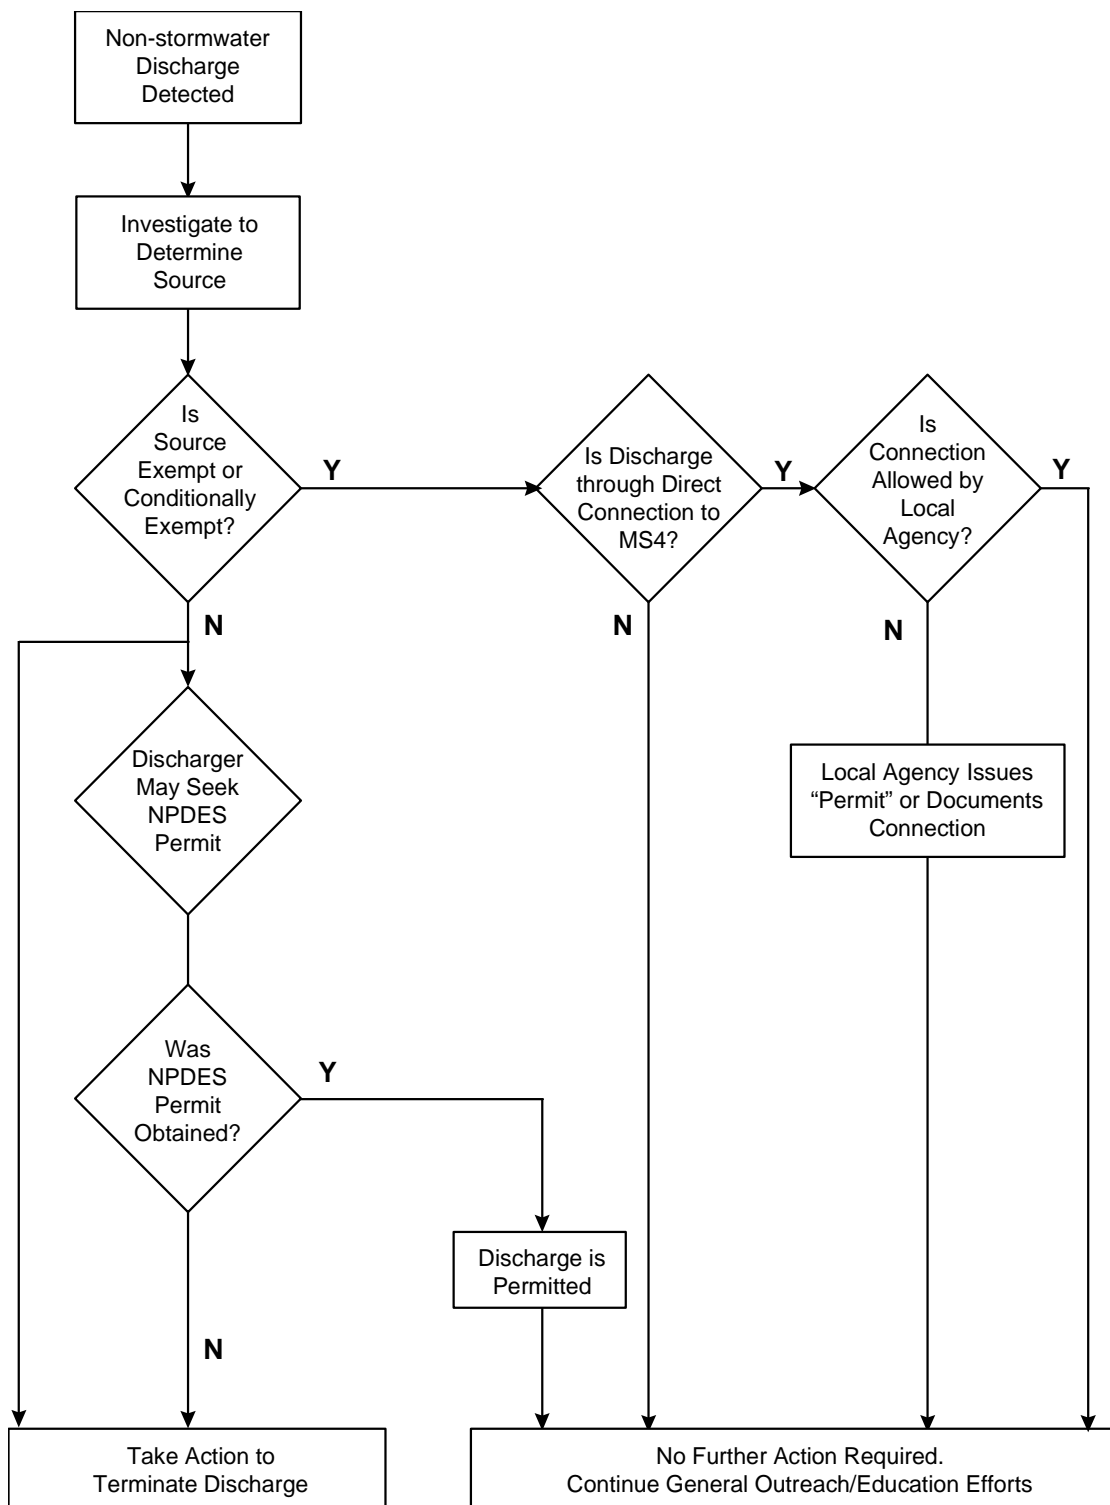 Non-stormwater
Discharge
Detected
Investigate to
Determine
Source
Is
Source
Exempt or
Conditionally
Exempt?
Y
Is Discharge
through Direct
Connection to
MS4?
Y
Is
Connection
Allowed by
Local
Agency?
Y
N
N
N
Discharger
May Seek
NPDES
Permit
Local Agency Issues
“Permit” or Documents
Connection
Was
NPDES
Permit
Obtained?
Y
Discharge is
Permitted
N
Take Action to
Terminate Discharge
No Further Action Required.
Continue General Outreach/Education Efforts